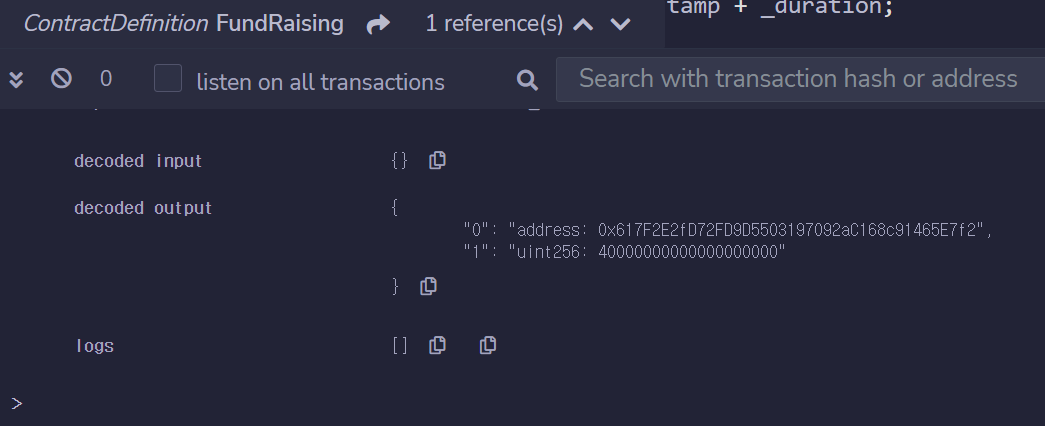 tamp + _duration;
ContractDefinition FundRaising 1 reference(s)
0 listen on all transactions Search with transaction hash or address
decoded input {}
decoded output {
"0": "address: 0x617F2E2fD72FD9D5503197092aC168c91465E7f2",
"1": "uint256: 40000000000000000000"
}
logs []
>